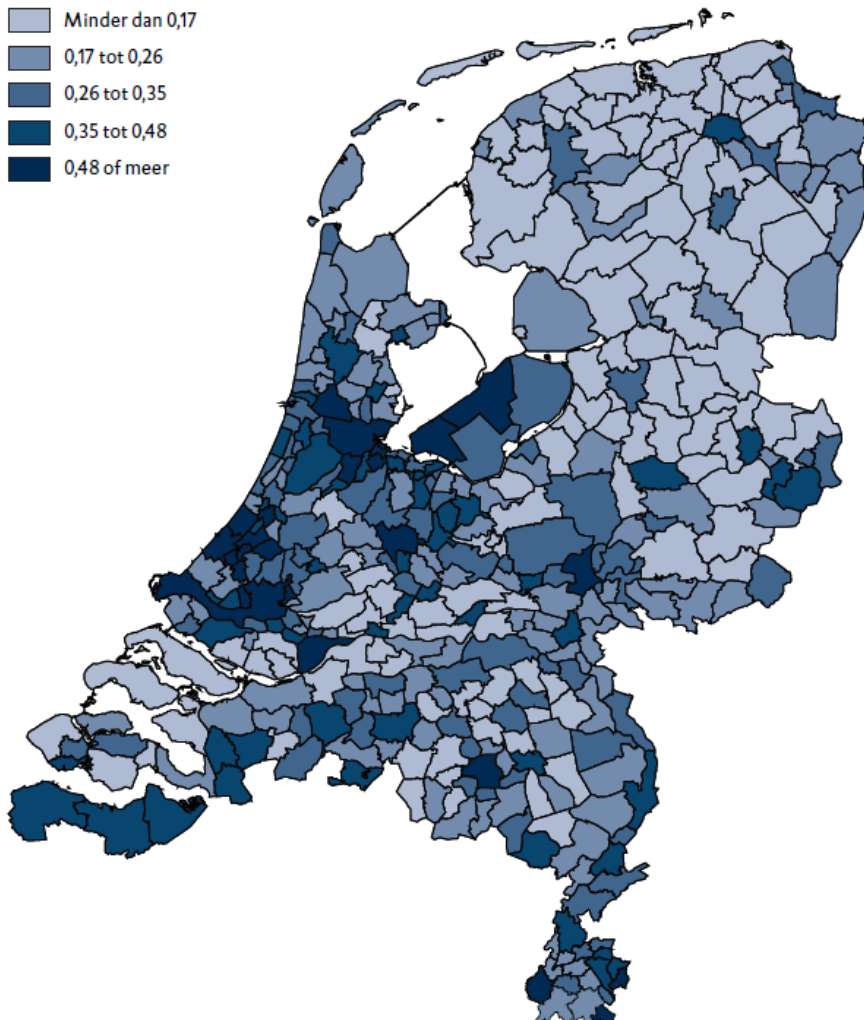 Minder dan 0,17
0,17 tot 0,26
0,26 tot 0,35
0,35 tot 0,48
0,48 of meer